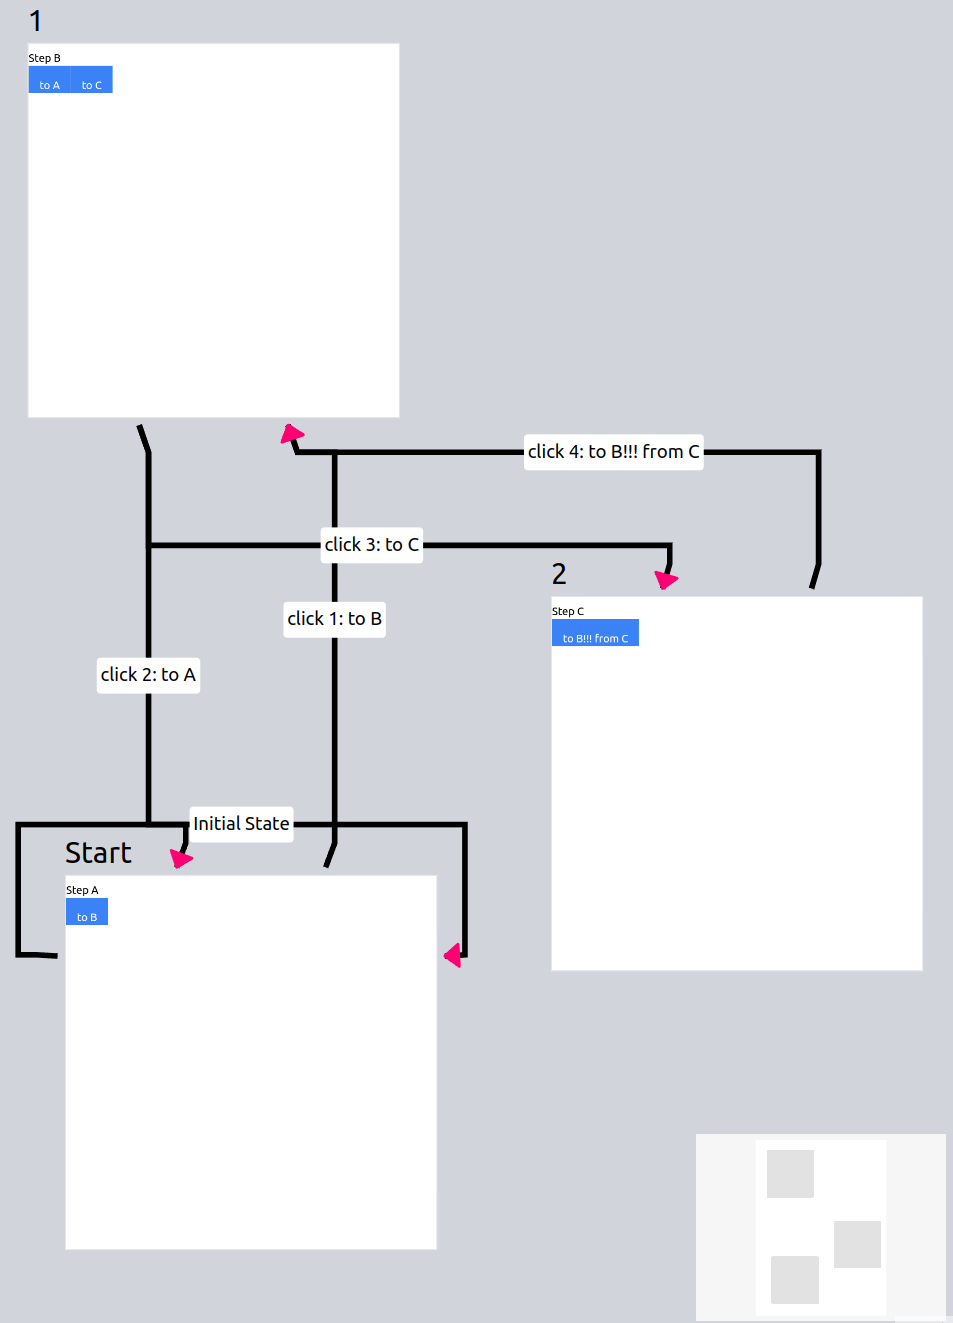 1
Step B
to A
to C
click 4: to B!!! from C
click 3: to C
2
Step C
to B!!! from C
click 1: to B
click 2: to A
Initial State
Start
Step A
to B